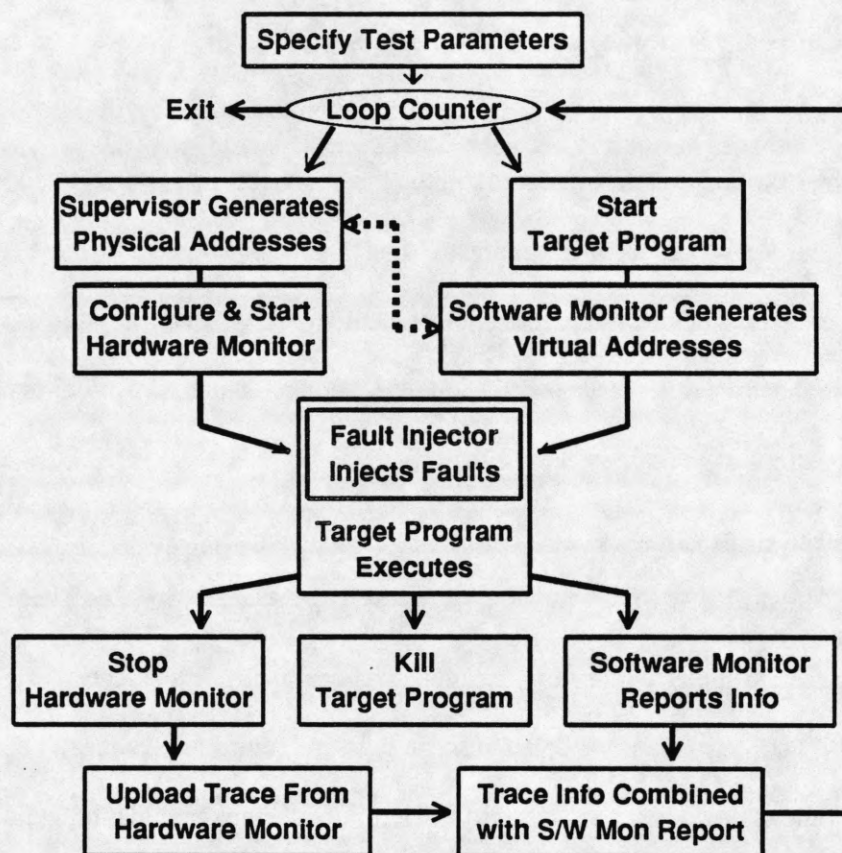 Specify Test Parameters
Exit
Loop Counter
Supervisor Generates
Physical Addresses
Start
Target Program
Configure & Start
Hardware Monitor
Software Monitor Generates
Virtual Addresses
Fault Injector
Injects Faults
Target Program
Executes
Stop
Hardware Monitor
Kill
Target Program
Software Monitor
Reports Info
Upload Trace From
Hardware Monitor
Trace Info Combined
with S/W Mon Report